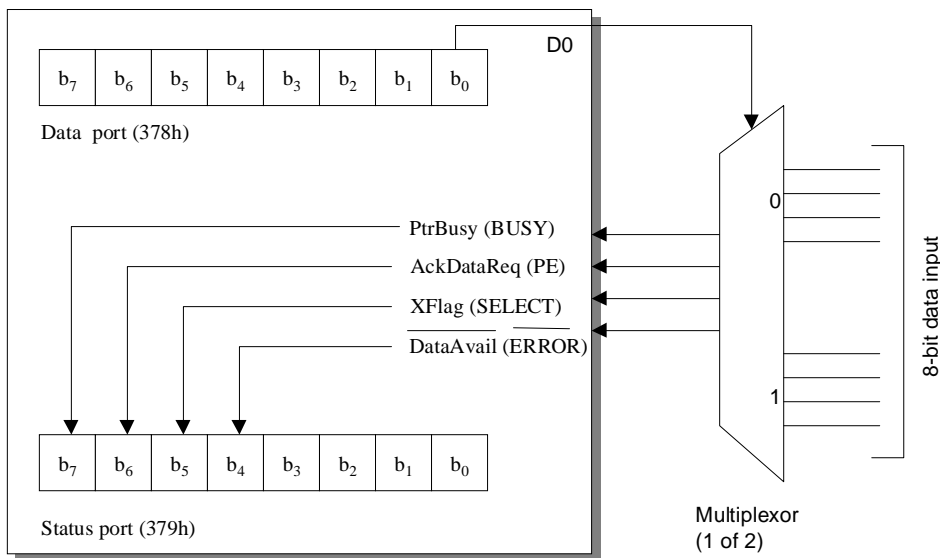 D0
b7 b6 b5 b4 b3 b2 b1 b0
Data port (378h)
0
PtrBusy (BUSY)
AckDataReq (PE)
XFlag (SELECT)
DataAvail (ERROR)
1
8-bit data input
b7 b6 b5 b4 b3 b2 b1 b0
Status port (379h)
Multiplexor
(1 of 2)